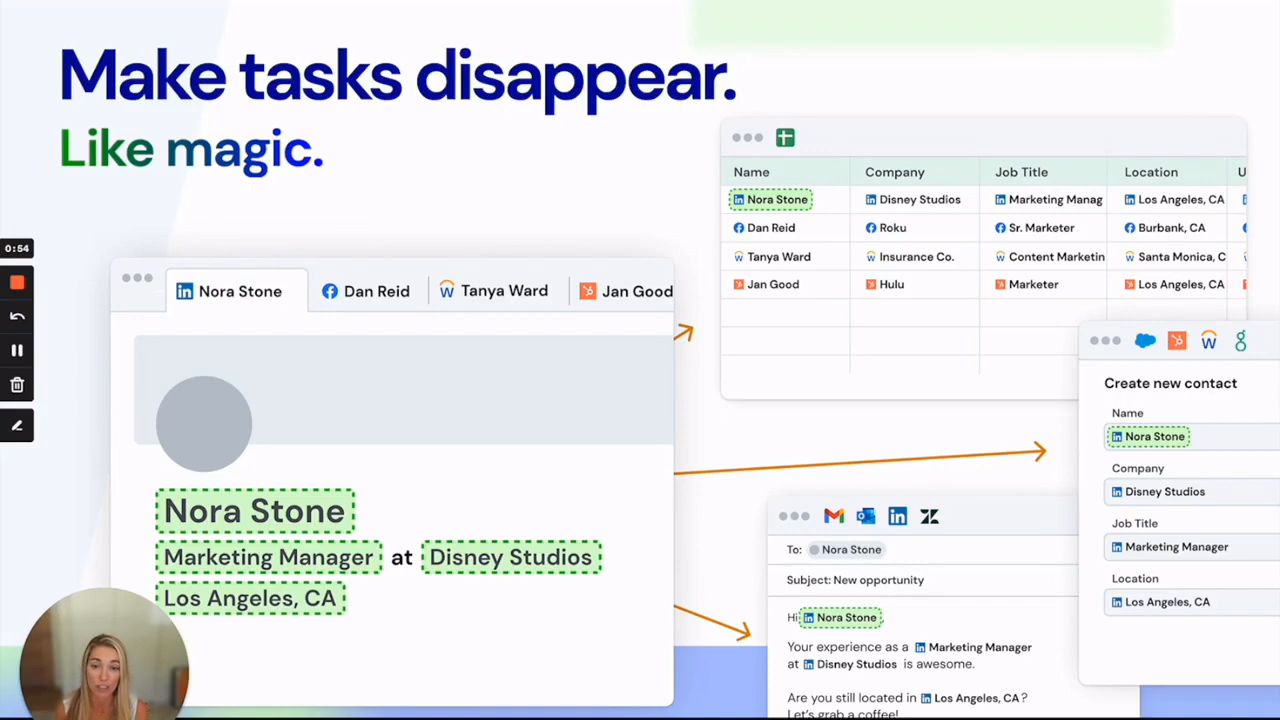 Make tasks disappear.
Like magic.
0:54
Nora Stone
Dan Reid
Tanya Ward
Jan Good
Nora Stone
Marketing Manager at Disney Studios
Los Angeles, CA
Name Company Job Title Location U
Nora Stone Disney Studios Marketing Manag Los Angeles, CA
Dan Reid Roku Sr. Marketer Burbank, CA
Tanya Ward Insurance Co. Content Marketin Santa Monica, C
Jan Good Hulu Marketer Los Angeles, CA
Create new contact
Name
Nora Stone
Company
Disney Studios
Job Title
Marketing Manager
Location
Los Angeles, CA
To: Nora Stone
Subject: New opportunity
Hi Nora Stone,
Your experience as a Marketing Manager
at Disney Studios is awesome.
Are you still located in Los Angeles, CA?
Let's grab a coffee!